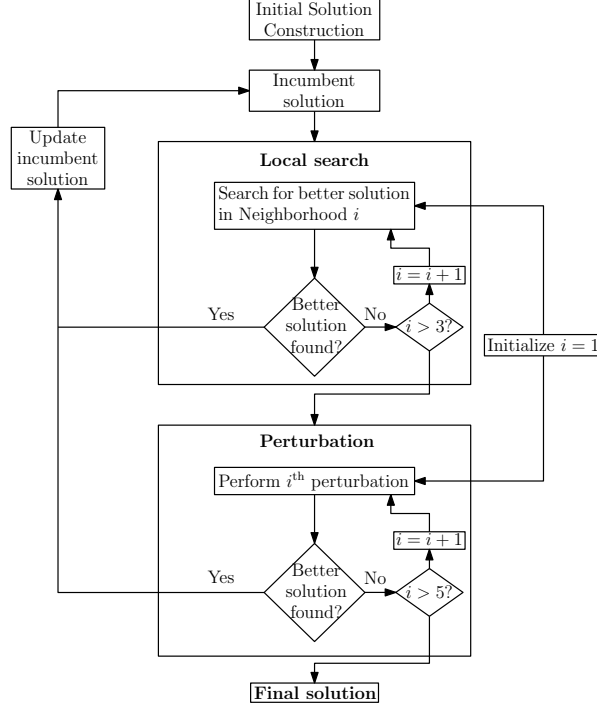 Initial Solution
Construction
Incumbent
solution
Update
incumbent
solution
Local search
Search for better solution
in Neighborhood i
i = i + 1
Better
solution
found?
Yes
No
i > 3?
Initialize i = 1
Perturbation
Perform i^th perturbation
i = i + 1
Better
solution
found?
Yes
No
i > 5?
Final solution